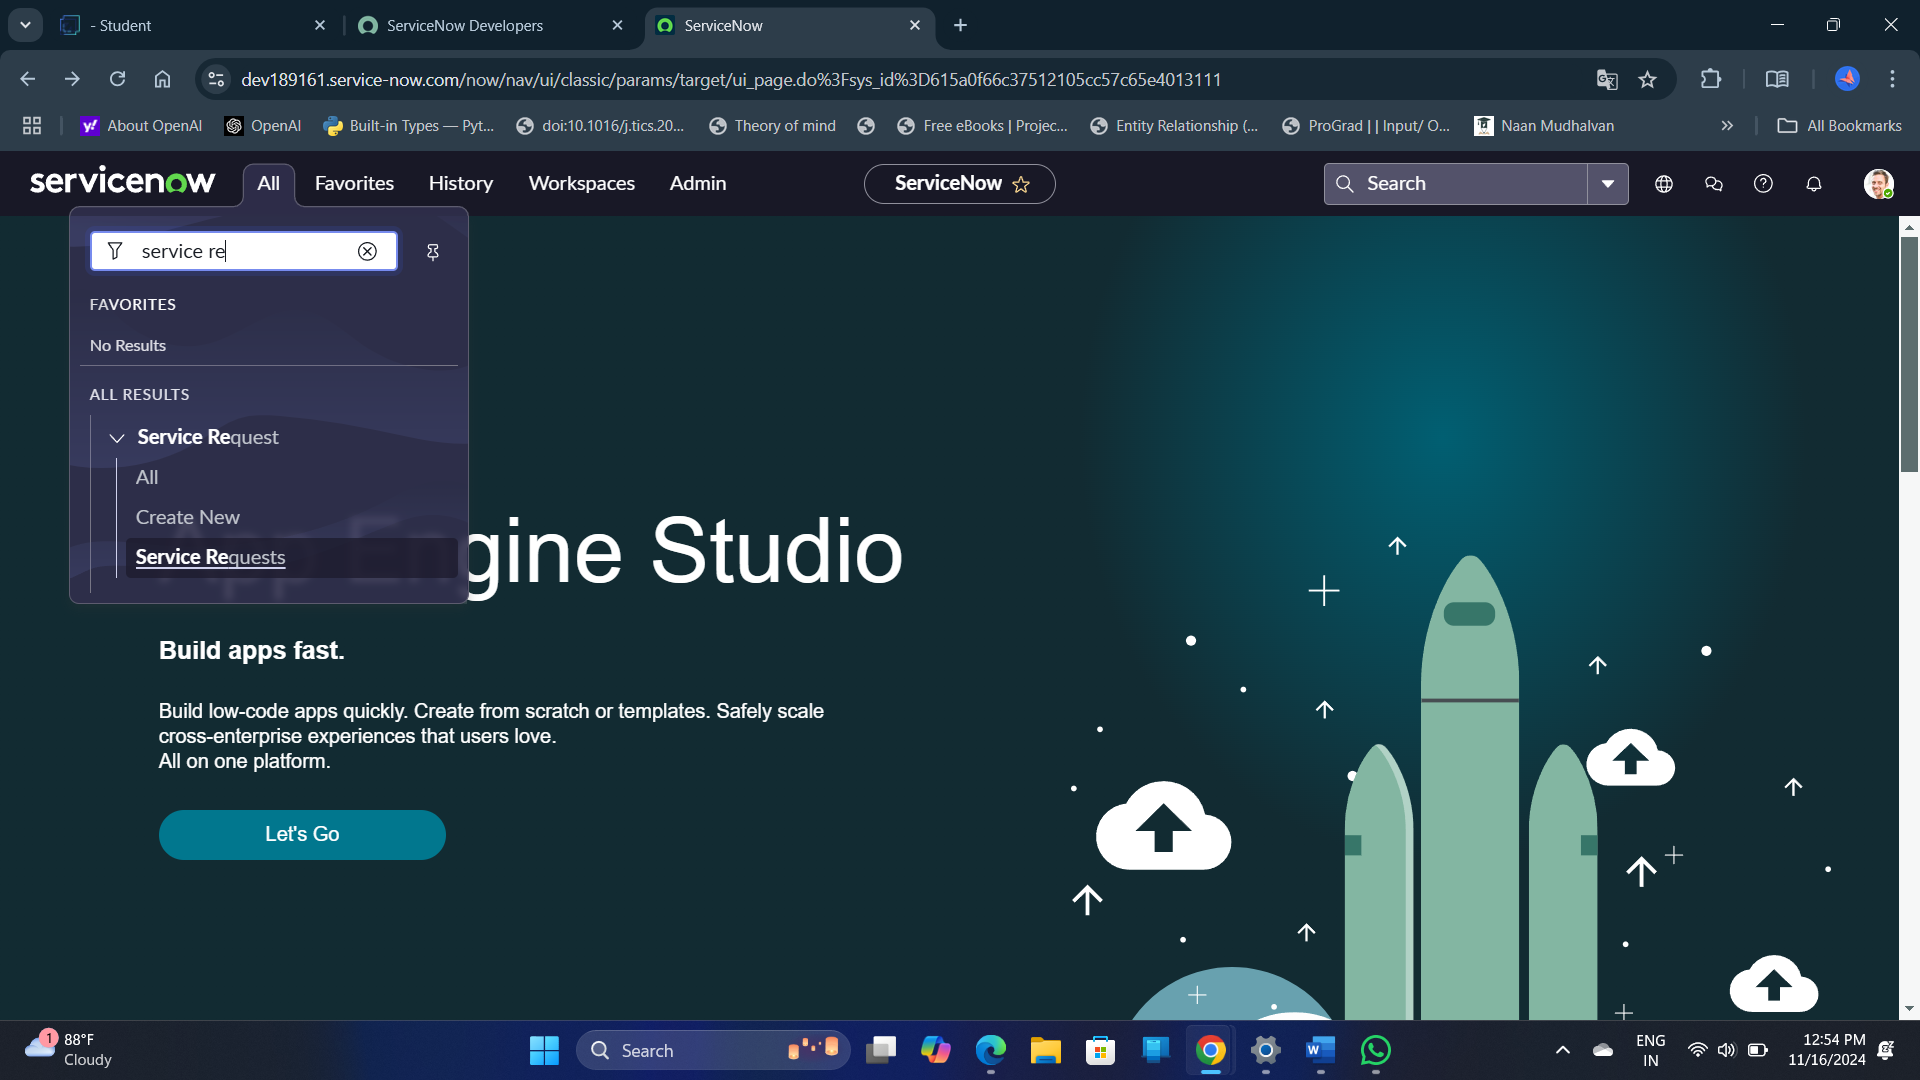 - Student
ServiceNow Developers
ServiceNow
dev189161.service-now.com/now/nav/ui/classic/params/target/ui_page.do%3Fsys_id%3D615a0f66c37512105cc57c65e4013111
About OpenAI
OpenAI
Built-in Types — Pyt...
doi:10.1016/j.tics.20...
Theory of mind
Free eBooks | Projec...
Entity Relationship (...
ProGrad | | Input/ O...
Naan Mudhalvan
All Bookmarks
servicenow
All
Favorites
History
Workspaces
Admin
ServiceNow
Search
service re
FAVORITES
No Results
ALL RESULTS
Service Request
All
Create New
Service Requests
App Engine Studio
Build apps fast.
Build low-code apps quickly. Create from scratch or templates. Safely scale
cross-enterprise experiences that users love.
All on one platform.
Let's Go
1
88°F
Cloudy
Search
ENG
IN
12:54 PM
11/16/2024